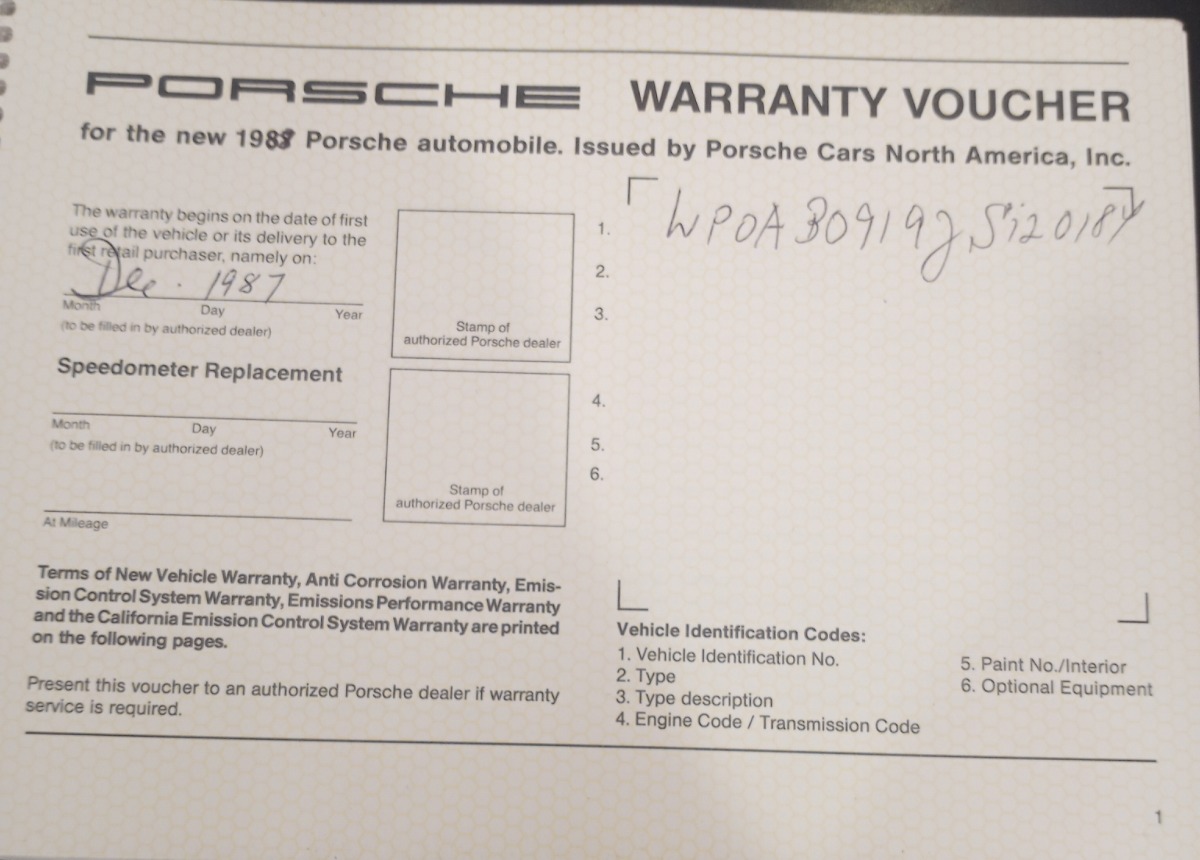 PORSCHE WARRANTY VOUCHER
for the new 1988 Porsche automobile. Issued by Porsche Cars North America, Inc.
The warranty begins on the date of first
use of the vehicle or its delivery to the
first retail purchaser, namely on:
Dec. 1987
Month Day Year
(to be filled in by authorized dealer)
Speedometer Replacement
Month Day Year
(to be filled in by authorized dealer)
At Mileage
Stamp of
authorized Porsche dealer
Stamp of
authorized Porsche dealer
1.
2.
3.
4.
5.
6.
Terms of New Vehicle Warranty, Anti Corrosion Warranty, Emis-
sion Control System Warranty, Emissions Performance Warranty
and the California Emission Control System Warranty are printed
on the following pages.
Present this voucher to an authorized Porsche dealer if warranty
service is required.
Vehicle Identification Codes:
1. Vehicle Identification No.
2. Type
3. Type description
4. Engine Code / Transmission Code
5. Paint No./Interior
6. Optional Equipment
1